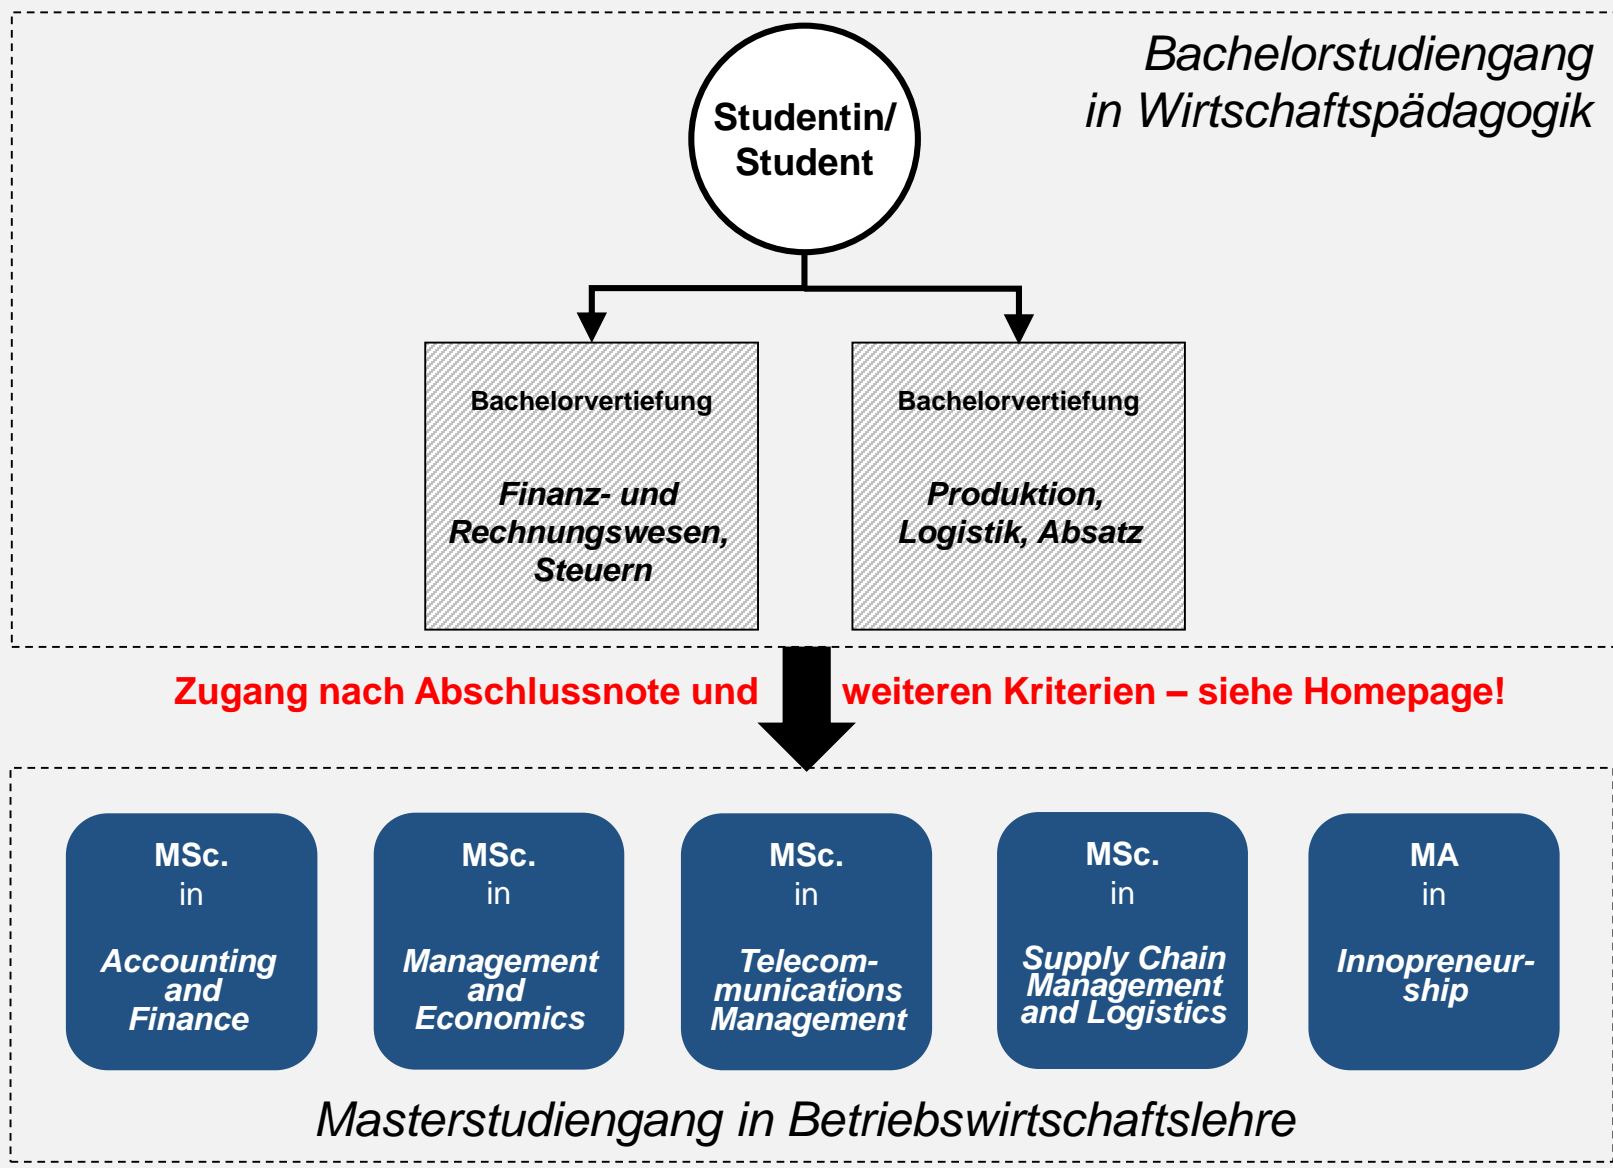 Bachelorstudiengang
in Wirtschaftspädagogik
Studentin/
Student
Bachelorvertiefung
Finanz- und
Rechnungswesen,
Steuern
Bachelorvertiefung
Produktion,
Logistik, Absatz
Zugang nach Abschlussnote und weiteren Kriterien – siehe Homepage!
MSc.
in
Accounting
and
Finance
MSc.
in
Management
and
Economics
MSc.
in
Telecom-
munications
Management
MSc.
in
Supply Chain
Management
and Logistics
MA
in
Innopreneur-
ship
Masterstudiengang in Betriebswirtschaftslehre